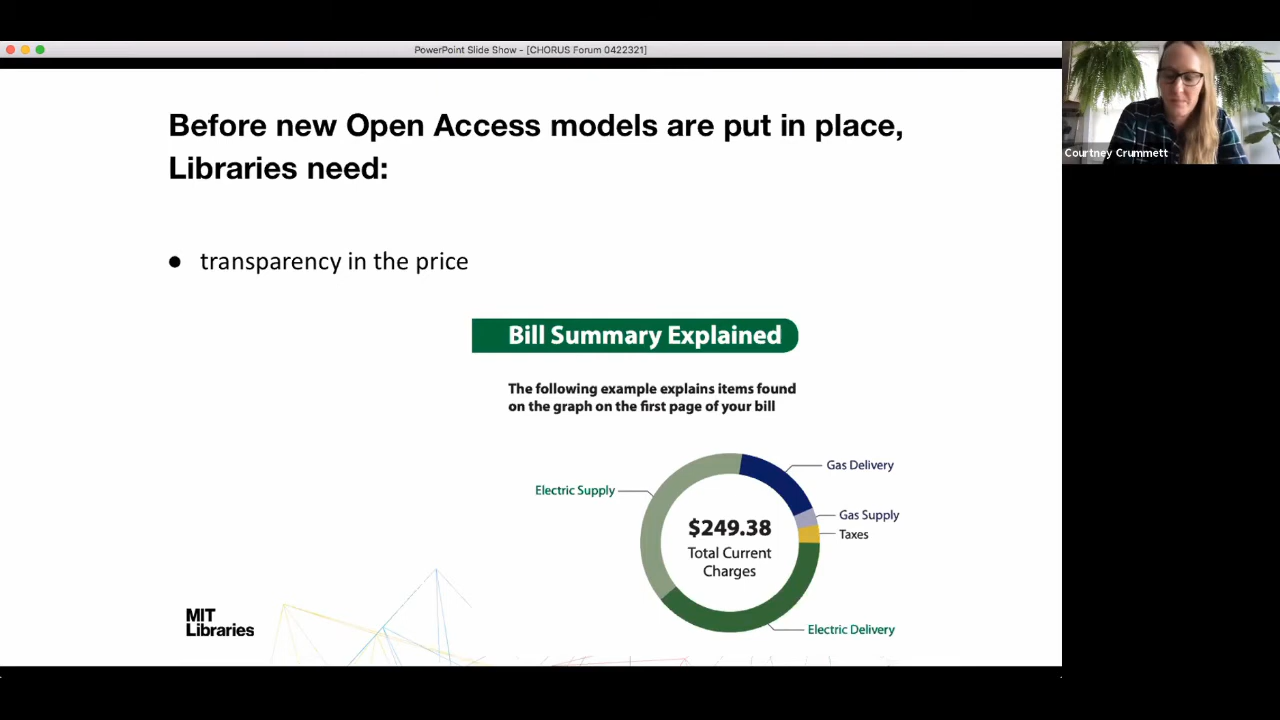 PowerPoint Slide Show - [CHORUS Forum 0422321]
Before new Open Access models are put in place,
Libraries need:
● transparency in the price
Bill Summary Explained
The following example explains items found
on the graph on the first page of your bill
Gas Delivery
Electric Supply
Gas Supply
$249.38
Taxes
Total Current
Charges
Electric Delivery
MIT
Libraries
Courtney Crummett